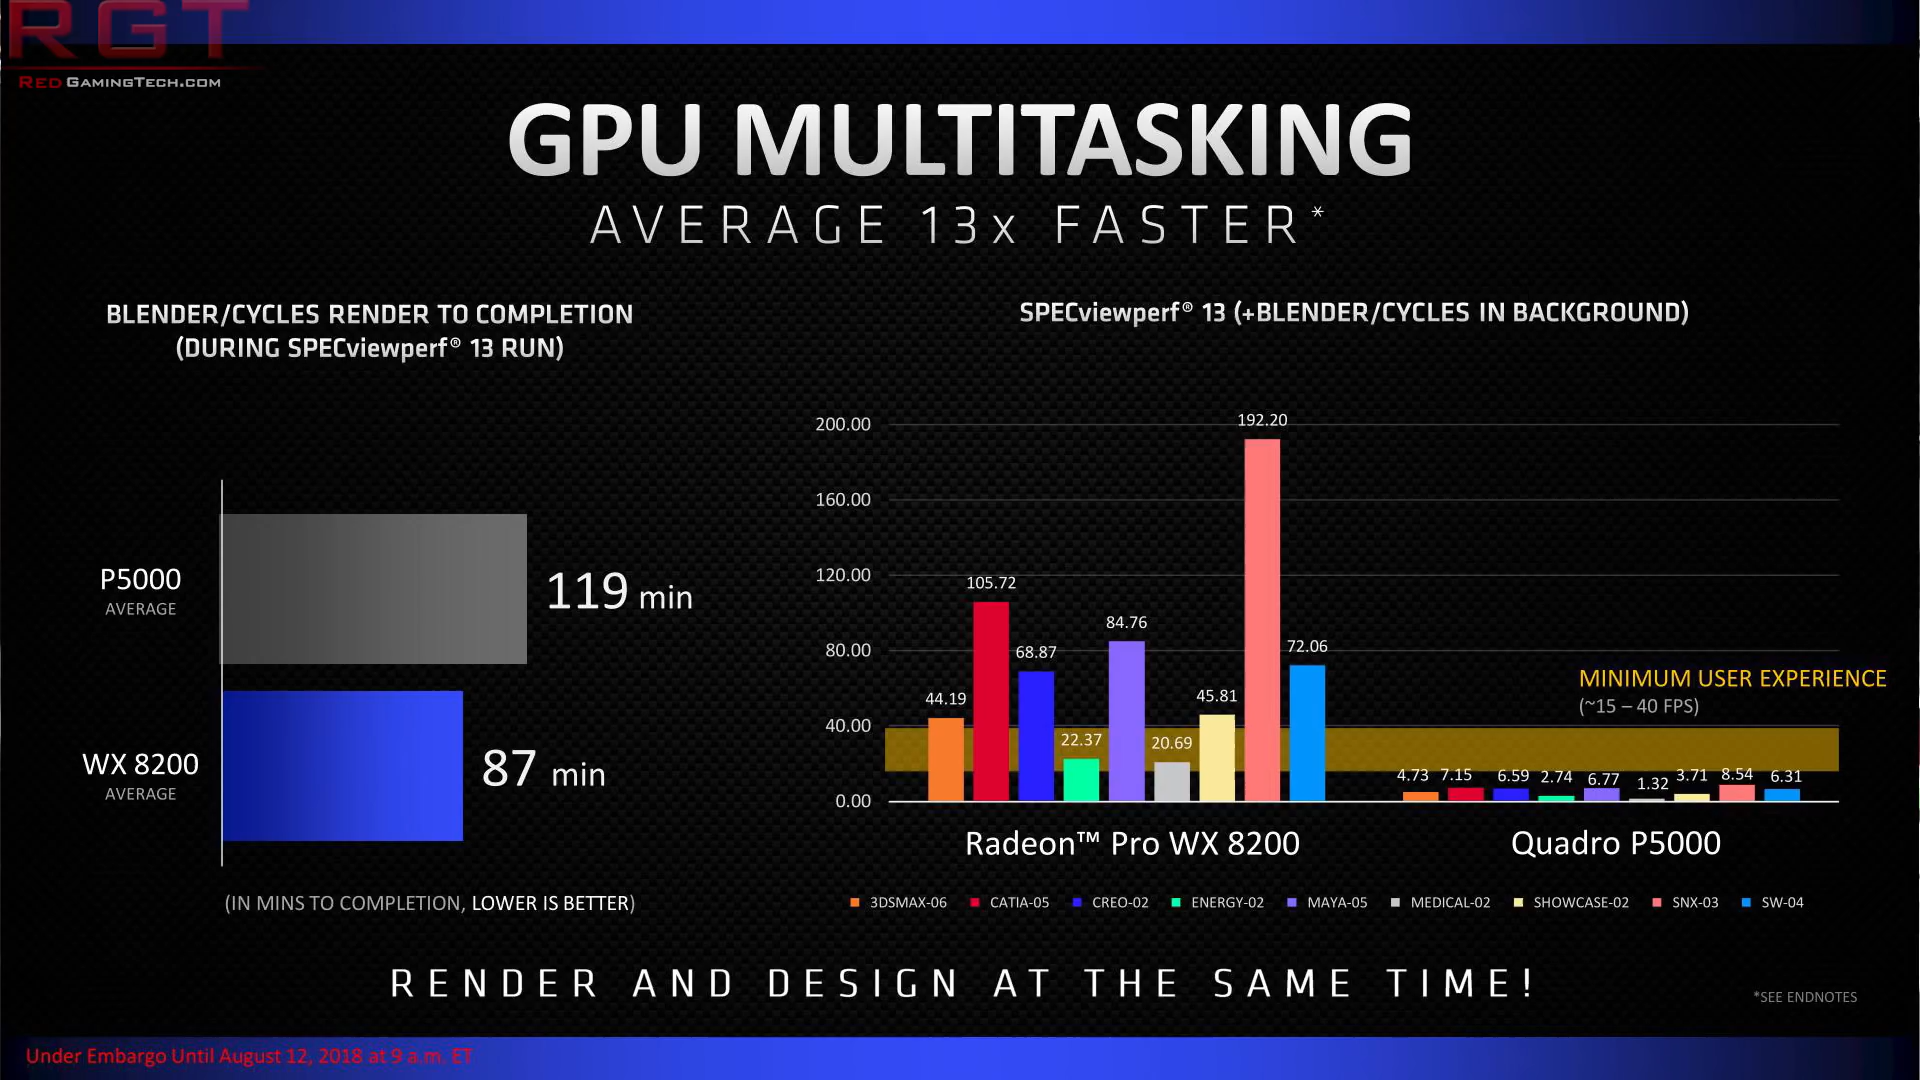 RGT
RED GAMINGTECH.COM
GPU MULTITASKING
AVERAGE 13x FASTER*
BLENDER/CYCLES RENDER TO COMPLETION
(DURING SPECviewperf® 13 RUN)
P5000
AVERAGE
119 min
WX 8200
AVERAGE
87 min
(IN MINS TO COMPLETION, LOWER IS BETTER)
SPECviewperf® 13 (+BLENDER/CYCLES IN BACKGROUND)
200.00
160.00
120.00
80.00
40.00
0.00
44.19
105.72
68.87
22.37
84.76
20.69
45.81
192.20
72.06
MINIMUM USER EXPERIENCE
(~15 – 40 FPS)
4.73
7.15
6.59
2.74
6.77
1.32
3.71
8.54
6.31
Radeon™ Pro WX 8200
Quadro P5000
3DSMAX-06 CATIA-05 CREO-02 ENERGY-02 MAYA-05 MEDICAL-02 SHOWCASE-02 SNX-03 SW-04
RENDER AND DESIGN AT THE SAME TIME!
*SEE ENDNOTES
Under Embargo Until August 12, 2018 at 9 a.m. ET